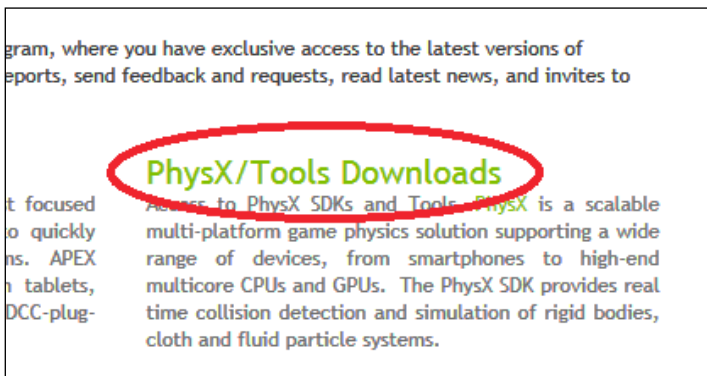 gram, where you have exclusive access to the latest versions of
eports, send feedback and requests, read latest news, and invites to
PhysX/Tools Downloads
t focused
o quickly
ns. APEX
n tablets,
DCC-plug-
Access to PhysX SDKs and Tools. PhysX is a scalable
multi-platform game physics solution supporting a wide
range of devices, from smartphones to high-end
multicore CPUs and GPUs. The PhysX SDK provides real
time collision detection and simulation of rigid bodies,
cloth and fluid particle systems.